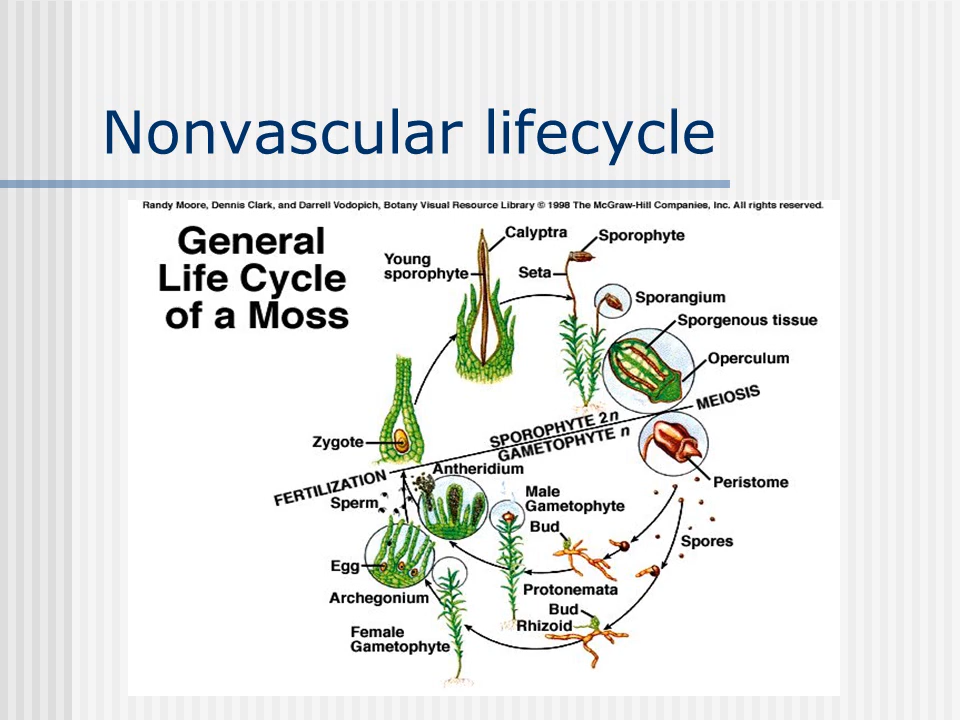 Nonvascular lifecycle
Randy Moore, Dennis Clark, and Darrell Vodopich, Botany Visual Resource Library © 1998 The McGraw-Hill Companies, Inc. All rights reserved.
General
Life Cycle
of a Moss
Calyptra
Sporophyte
Young
sporophyte
Seta
Sporangium
Sporgenous tissue
Operculum
MEIOSIS
SPOROPHYTE 2n
GAMETOPHYTE n
Zygote
FERTILIZATION
Antheridium
Sperm
Peristome
Male
Gametophyte
Bud
Spores
Egg
Protonemata
Archegonium
Bud
Rhizoid
Female
Gametophyte